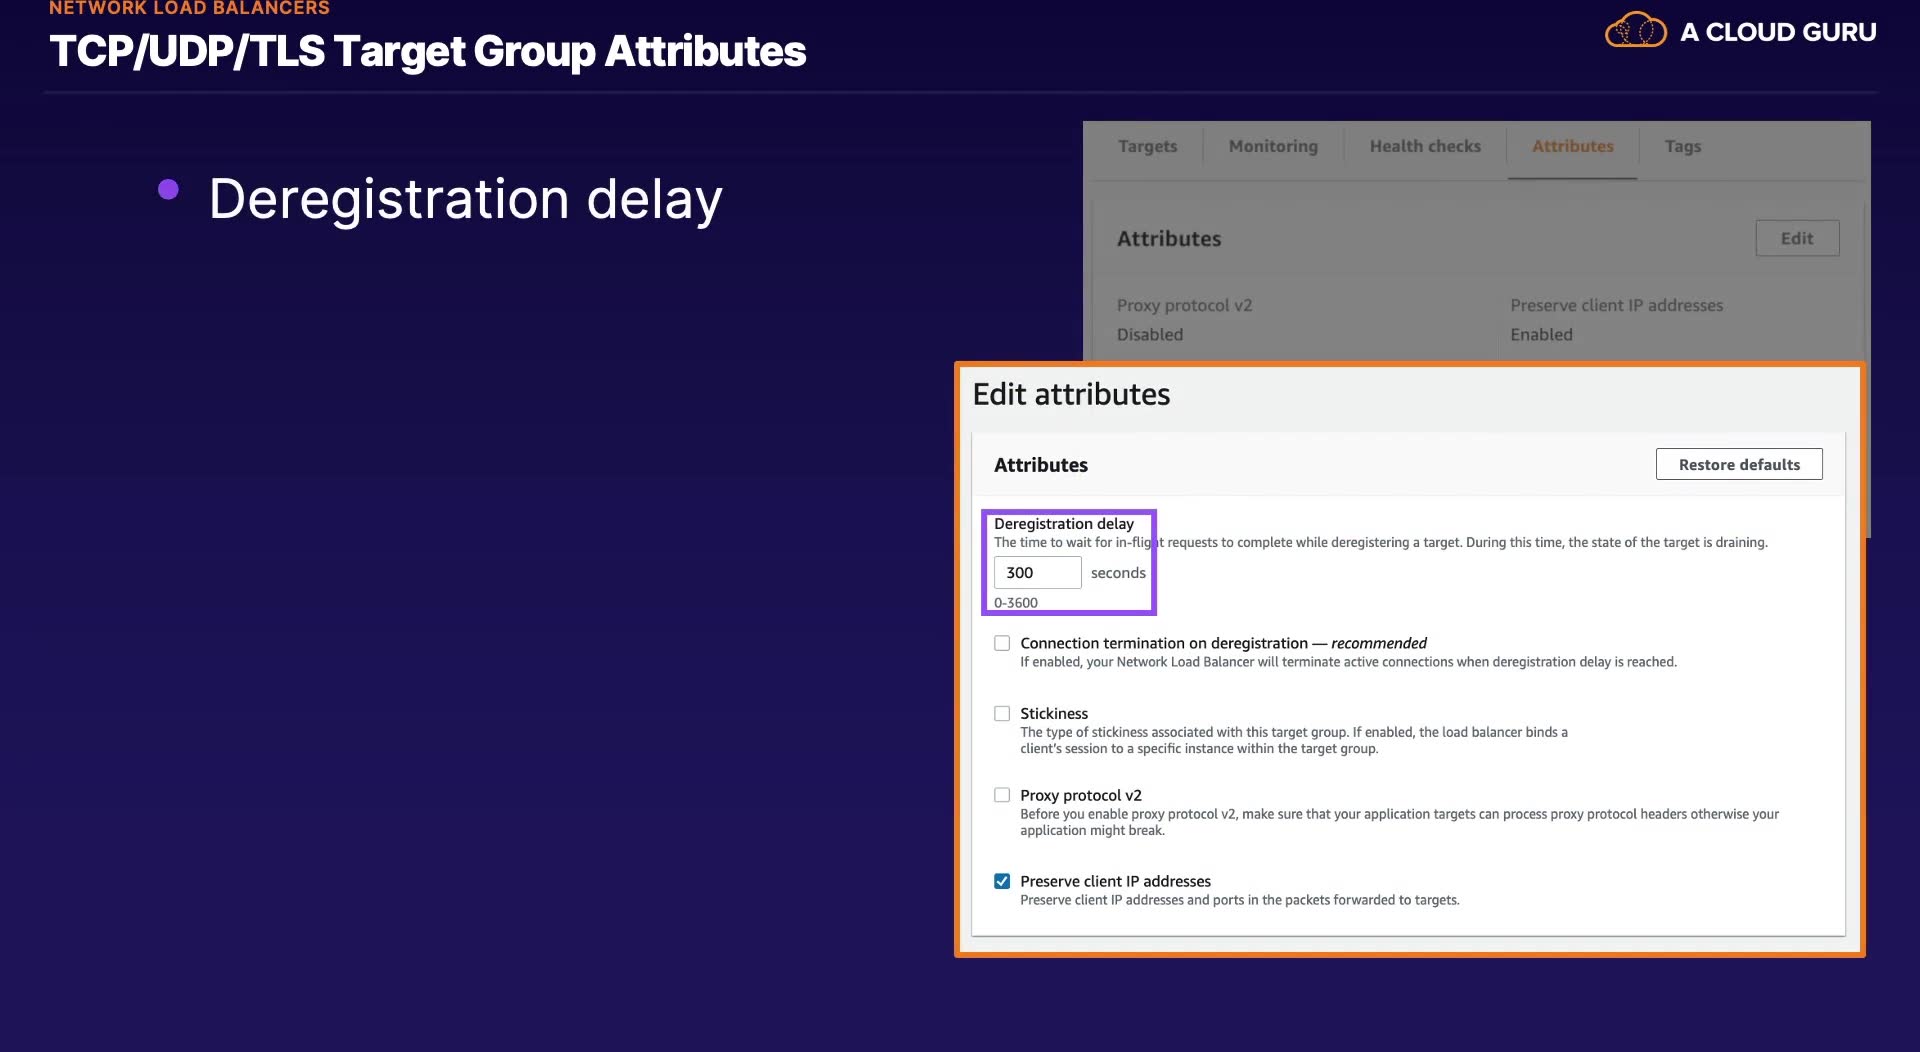 NETWORK LOAD BALANCERS
TCP/UDP/TLS Target Group Attributes
A CLOUD GURU
Deregistration delay
Targets Monitoring Health checks Attributes Tags
Attributes Edit
Proxy protocol v2 Preserve client IP addresses
Disabled Enabled
Edit attributes
Attributes Restore defaults
Deregistration delay
The time to wait for in-flight requests to complete while deregistering a target. During this time, the state of the target is draining.
300 seconds
0-3600
Connection termination on deregistration — recommended
If enabled, your Network Load Balancer will terminate active connections when deregistration delay is reached.
Stickiness
The type of stickiness associated with this target group. If enabled, the load balancer binds a
client's session to a specific instance within the target group.
Proxy protocol v2
Before you enable proxy protocol v2, make sure that your application targets can process proxy protocol headers otherwise your
application might break.
Preserve client IP addresses
Preserve client IP addresses and ports in the packets forwarded to targets.